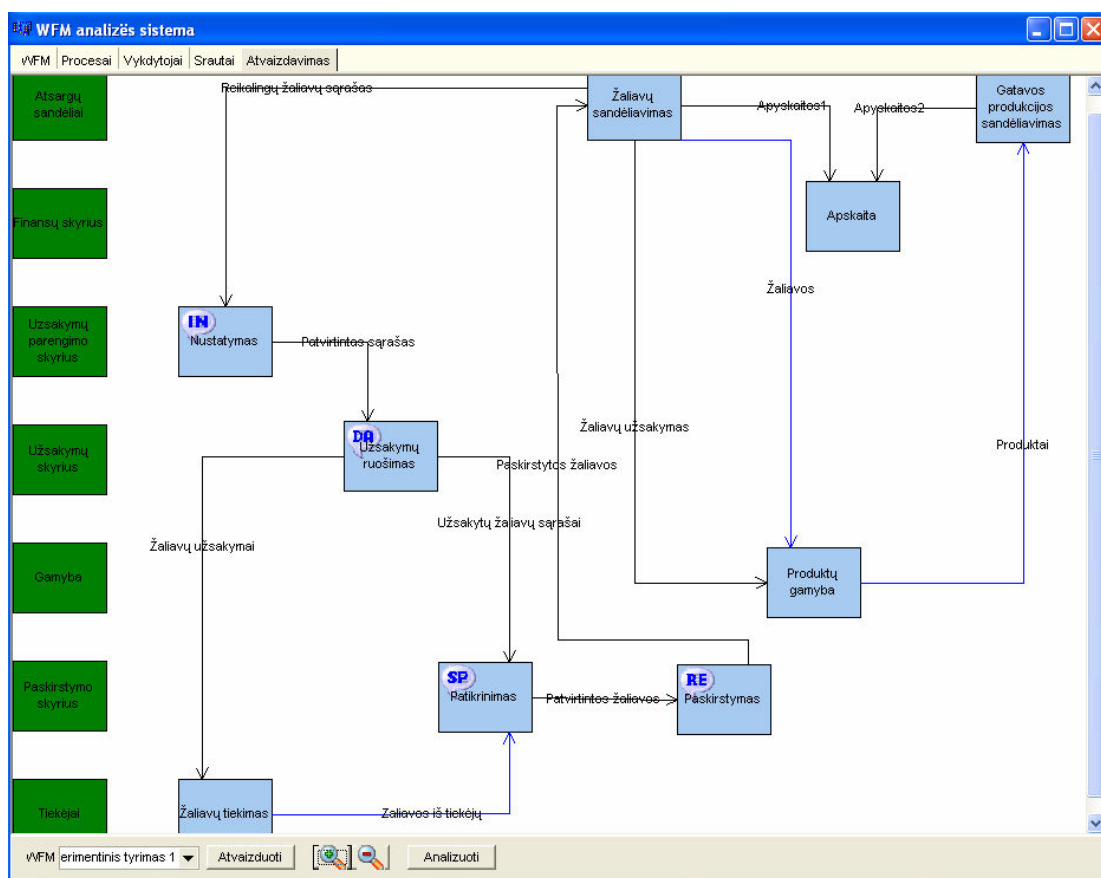 WFM analizės sistema
WFM Procesai Vykdytojai Srautai Atvaizdavimas
Atsargų
sandėliai
Reikalingų žaliavų sąrašas
Žaliavų
sandėliavimas
Apyskaitos1
Apyskaitos2
Gatavos
produkcijos
sandėliavimas
Finansų skyrius
Apskaita
Žaliavos
Uzsakymų
parengimo
skyrius
IN
Nustatymas
Patvirtintas sąrašas
Užsakymų
skyrius
DA
Užsakymų
ruošimas
Žaliavų užsakymas
Paskirstytos žaliavos
Produktai
Užsakytų žaliavų sąrašai
Žaliavų užsakymai
Gamyba
Produktų
gamyba
Paskirstymo
skyrius
SP
Patikrinimas
Patvirtintos žaliavos
RE
Paskirstymas
Tiekėjai
Žaliavų tiekimas
Zaliavos iš tiekėjų
WFM erimentinis tyrimas 1 Atvaizduoti Analizuoti